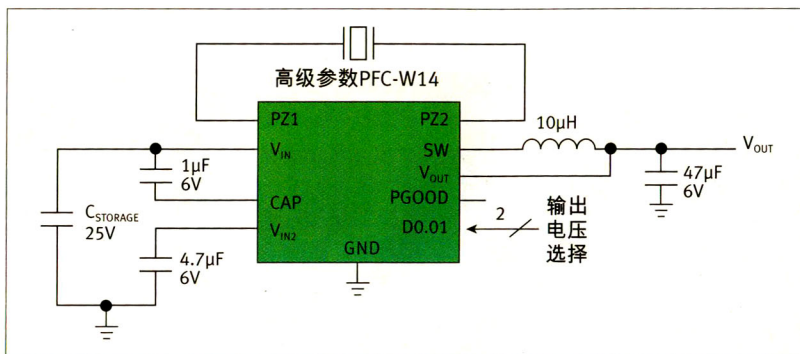 高级参数PFC-W14
PZ1
PZ2
10μH
VIN
SW
VOUT
VOUT
1μF
6V
47μF
6V
CAP
PGOOD
CSTORAGE
25V
2
输出
电压
选择
VIN2
D0.01
4.7μF
6V
GND